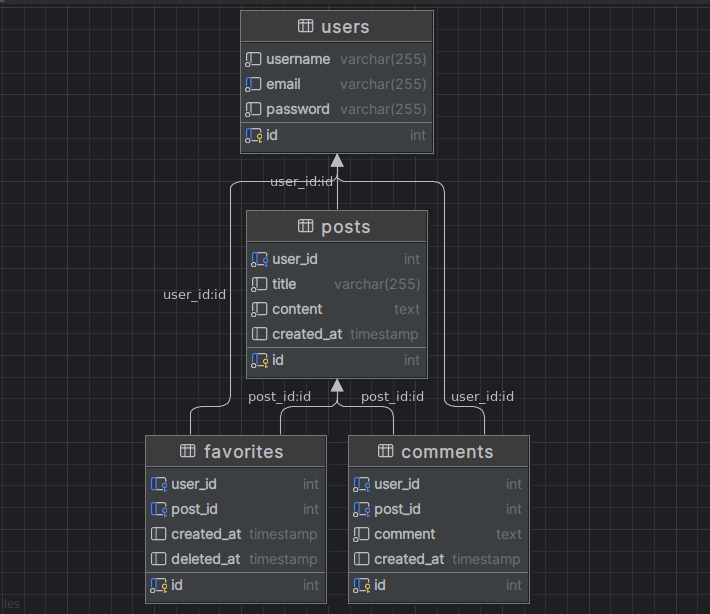 users
username varchar(255)
email varchar(255)
password varchar(255)
id int
user_id:id
posts
user_id int
title varchar(255)
content text
created_at timestamp
id int
user_id:id
post_id:id
post_id:id
user_id:id
favorites
user_id int
post_id int
created_at timestamp
deleted_at timestamp
id int
comments
user_id int
post_id int
comment text
created_at timestamp
id int